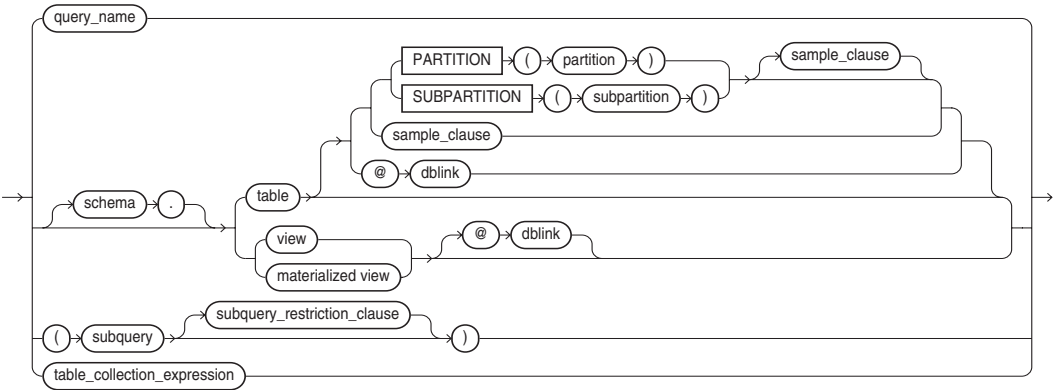 query_name
sample_clause
PARTITION ( partition )
SUBPARTITION ( subpartition )
sample_clause
@ dblink
schema . table
view @ dblink
materialized view
subquery_restriction_clause
( subquery )
table_collection_expression